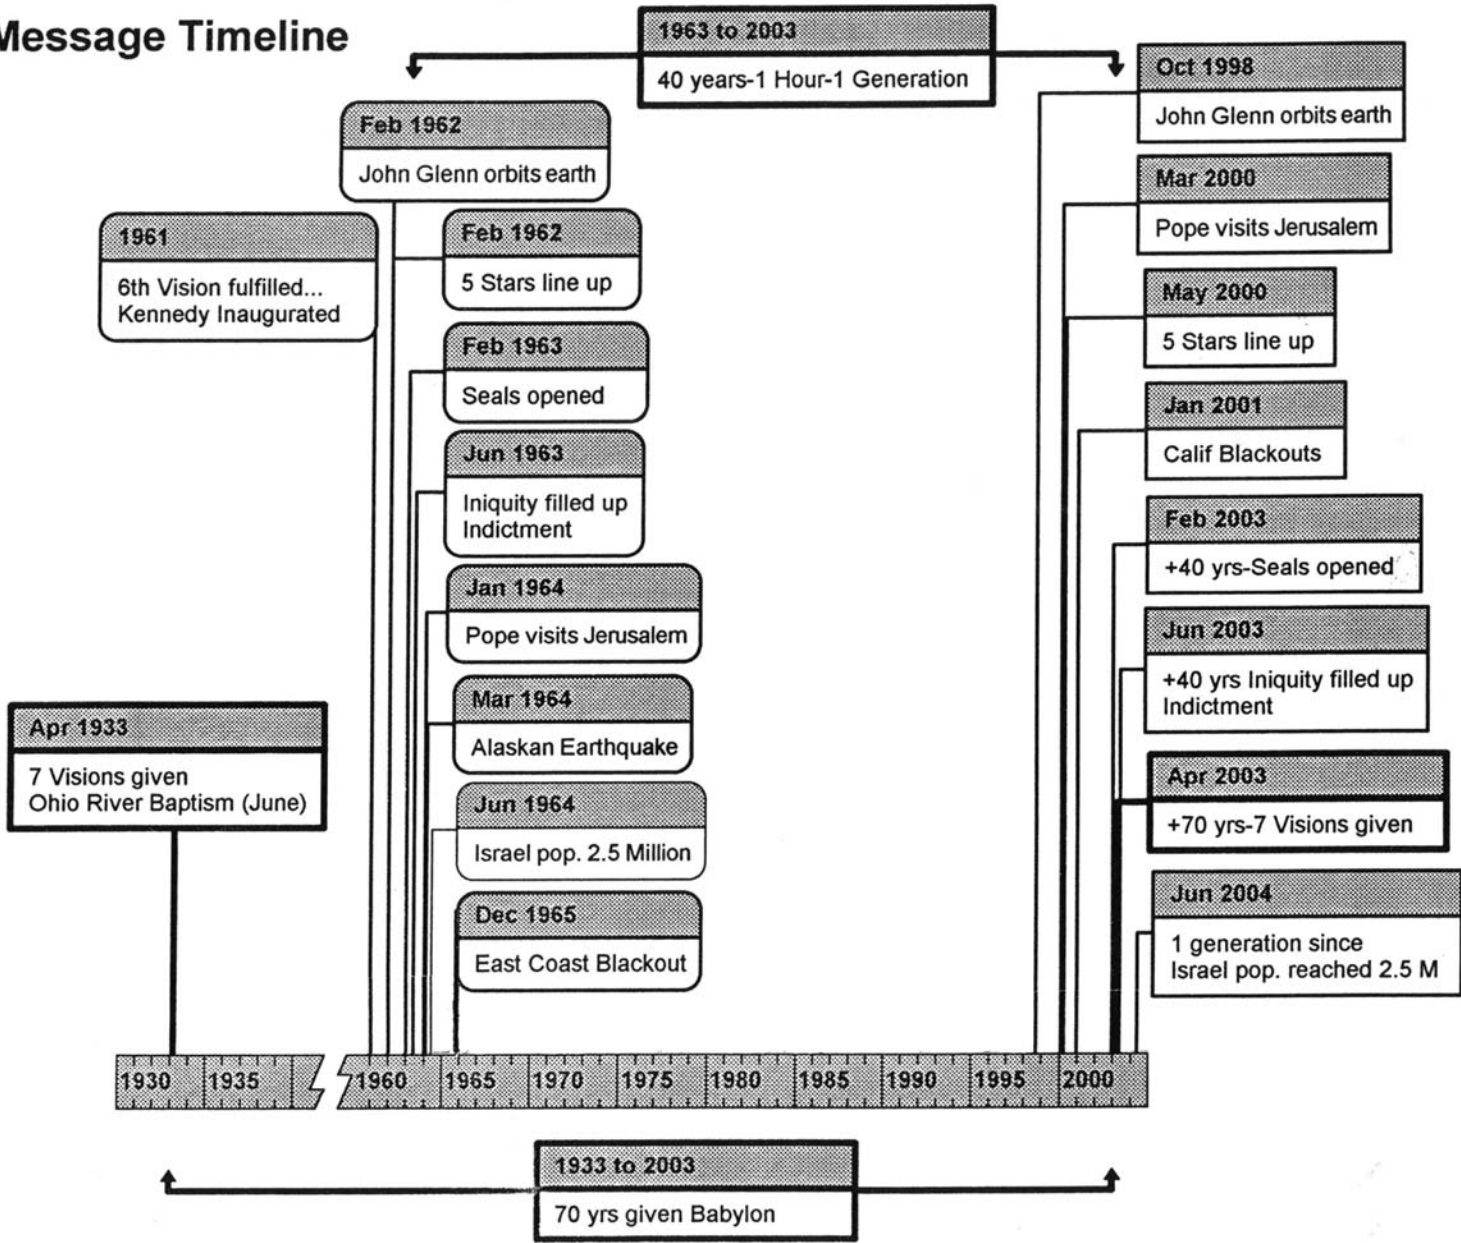 Message Timeline
1963 to 2003
40 years-1 Hour-1 Generation
Feb 1962
John Glenn orbits earth
1961
6th Vision fulfilled...
Kennedy Inaugurated
Feb 1962
5 Stars line up
Feb 1963
Seals opened
Jun 1963
Iniquity filled up
Indictment
Jan 1964
Pope visits Jerusalem
Mar 1964
Alaskan Earthquake
Jun 1964
Israel pop. 2.5 Million
Dec 1965
East Coast Blackout
Apr 1933
7 Visions given
Ohio River Baptism (June)
Oct 1998
John Glenn orbits earth
Mar 2000
Pope visits Jerusalem
May 2000
5 Stars line up
Jan 2001
Calif Blackouts
Feb 2003
+40 yrs-Seals opened
Jun 2003
+40 yrs Iniquity filled up
Indictment
Apr 2003
+70 yrs-7 Visions given
Jun 2004
1 generation since
Israel pop. reached 2.5 M
1930 1935 1960 1965 1970 1975 1980 1985 1990 1995 2000
1933 to 2003
70 yrs given Babylon